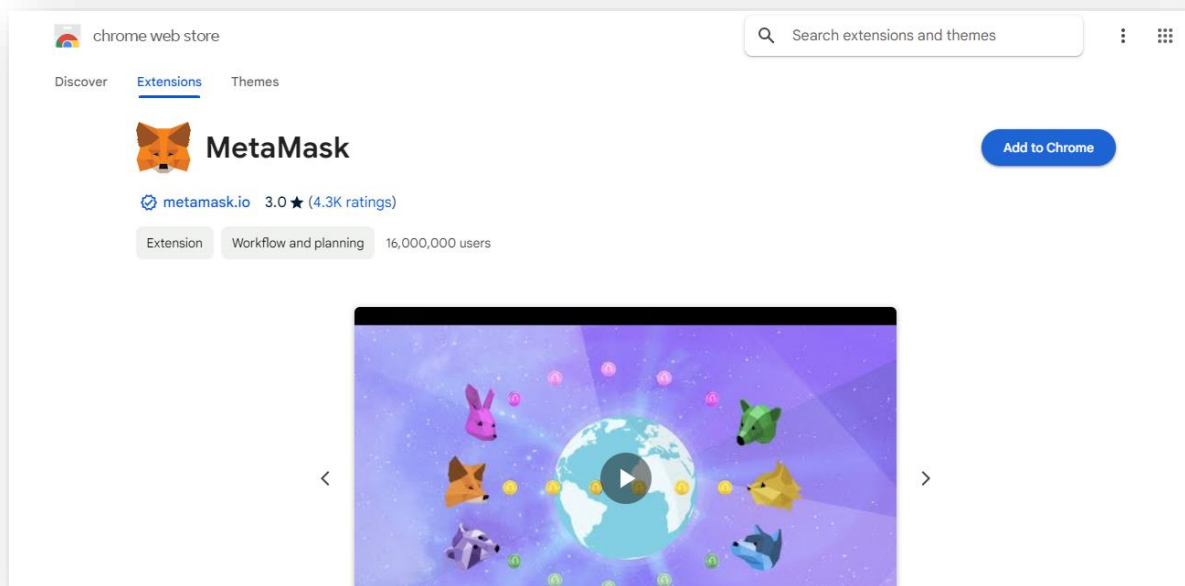 chrome web store
Search extensions and themes
Discover Extensions Themes
MetaMask
Add to Chrome
metamask.io 3.0 ★ (4.3K ratings)
Extension Workflow and planning 16,000,000 users